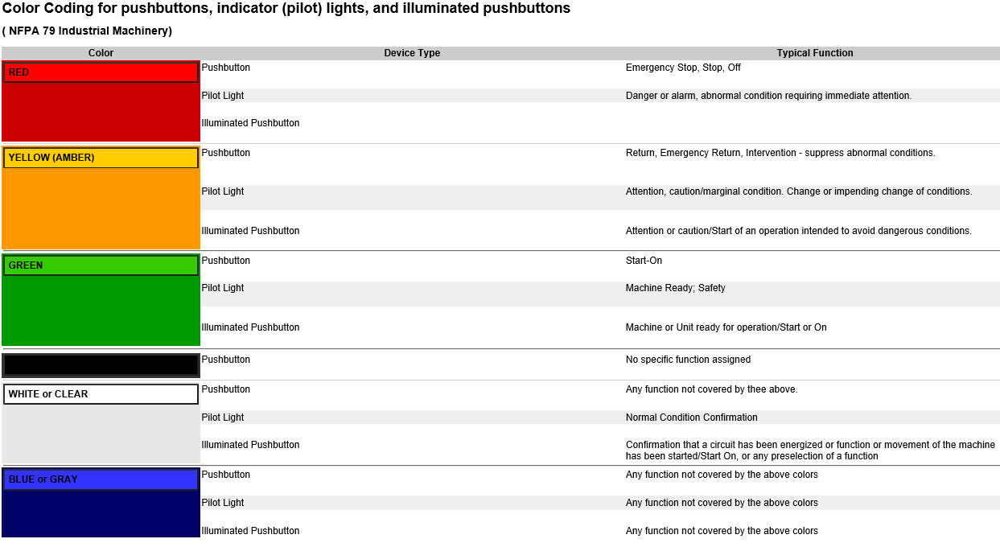 Color Coding for pushbuttons, indicator (pilot) lights, and illuminated pushbuttons
( NFPA 79 Industrial Machinery)
Color Device Type Typical Function
RED Pushbutton Emergency Stop, Stop, Off
Pilot Light Danger or alarm, abnormal condition requiring immediate attention.
Illuminated Pushbutton
YELLOW (AMBER) Pushbutton Return, Emergency Return, Intervention - suppress abnormal conditions.
Pilot Light Attention, caution/marginal condition. Change or impending change of conditions.
Illuminated Pushbutton Attention or caution/Start of an operation intended to avoid dangerous conditions.
GREEN Pushbutton Start-On
Pilot Light Machine Ready; Safety
Illuminated Pushbutton Machine or Unit ready for operation/Start or On
Pushbutton No specific function assigned
WHITE or CLEAR Pushbutton Any function not covered by thee above.
Pilot Light Normal Condition Confirmation
Illuminated Pushbutton Confirmation that a circuit has been energized or function or movement of the machine
has been started/Start On, or any preselection of a function
BLUE or GRAY Pushbutton Any function not covered by the above colors
Pilot Light Any function not covered by the above colors
Illuminated Pushbutton Any function not covered by the above colors